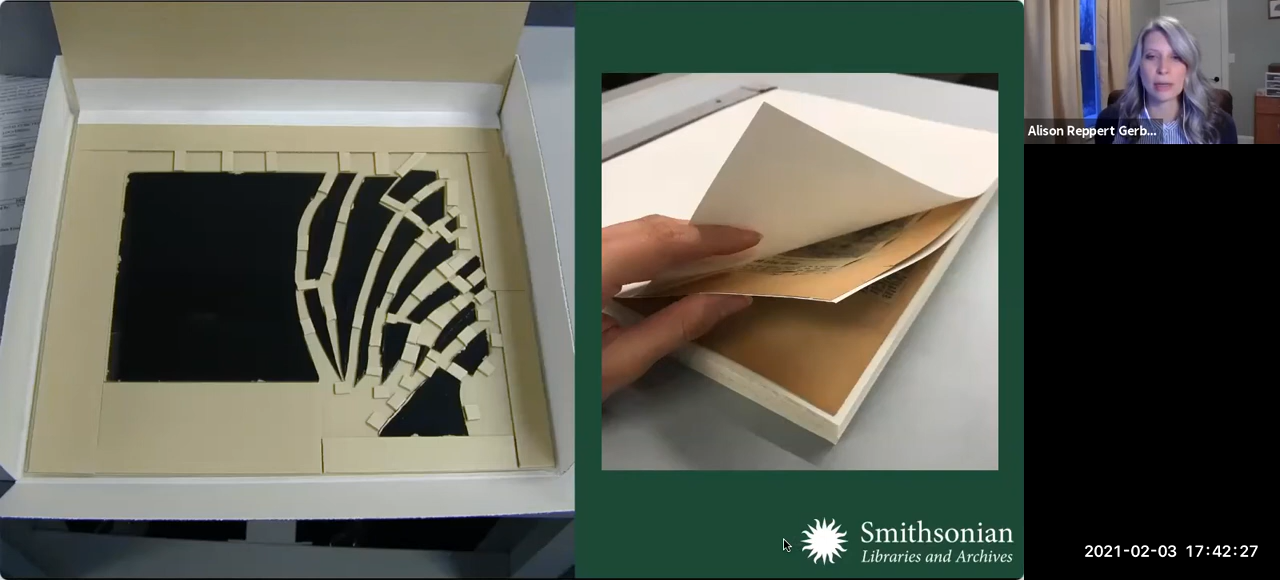 Alison Reppert Gerb...
Smithsonian
Libraries and Archives
2021-02-03 17:42:27